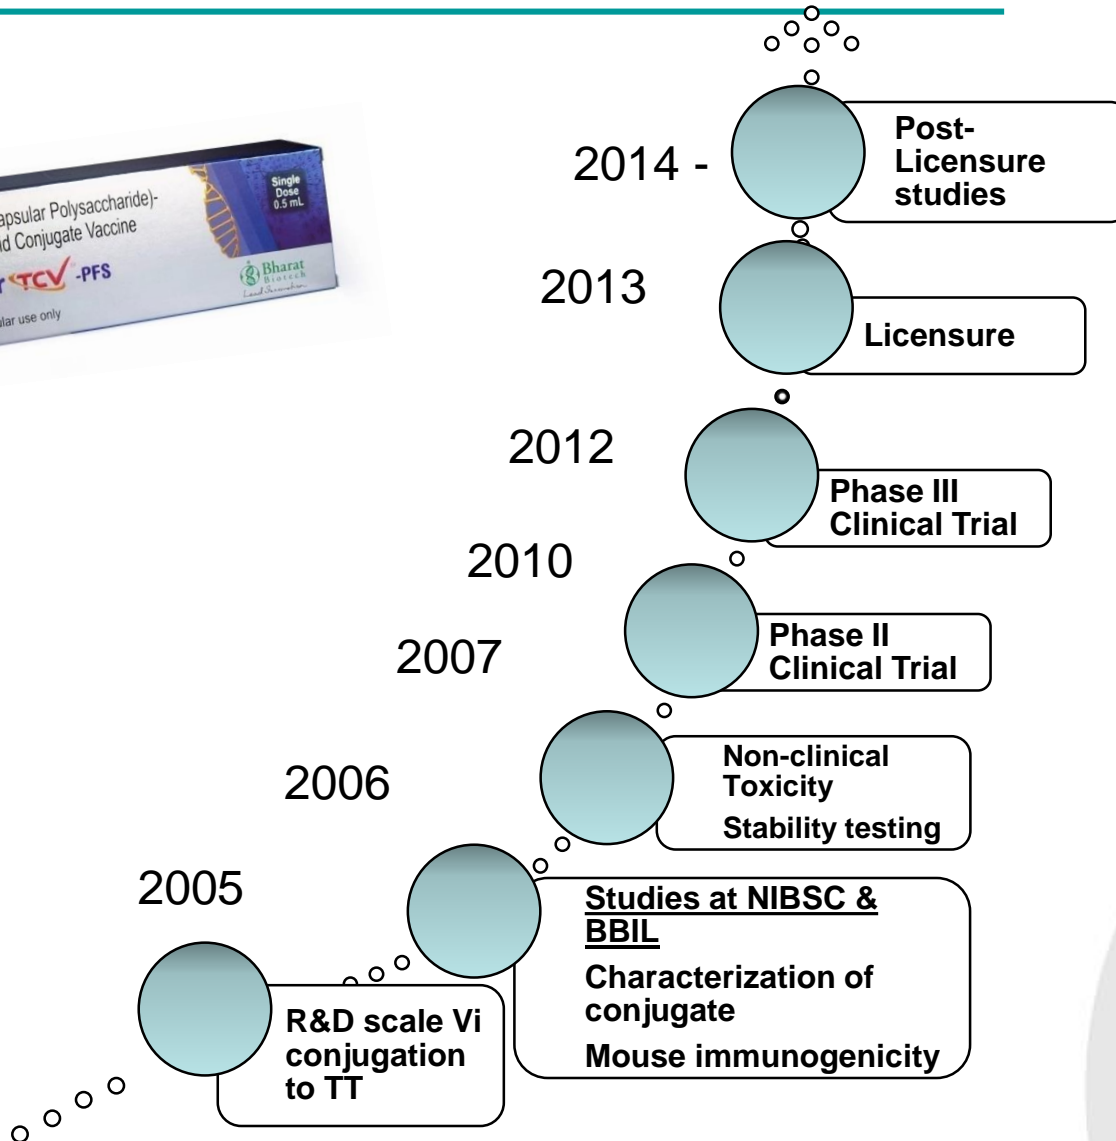 apsular Polysaccharide)-
Conjugate Vaccine
TCV -PFS
use only
Single
Dose
0.5 mL
Bharat
Biotech
2014 -
Post-
Licensure
studies
2013
Licensure
2012
Phase III
Clinical Trial
2010
Phase II
Clinical Trial
2007
Non-clinical
Toxicity
Stability testing
2006
Studies at NIBSC &
BBIL
Characterization of
conjugate
Mouse immunogenicity
2005
R&D scale Vi
conjugation
to TT